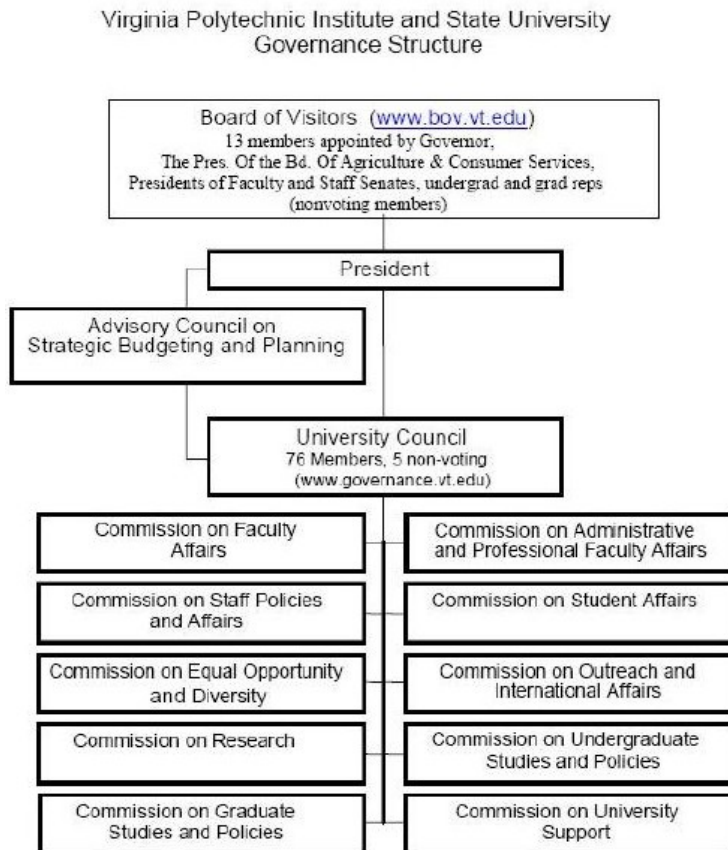 Virginia Polytechnic Institute and State University
Governance Structure
Board of Visitors (www.bov.vt.edu)
13 members appointed by Governor,
The Pres. Of the Bd. Of Agriculture & Consumer Services,
Presidents of Faculty and Staff Senates, undergrad and grad reps
(nonvoting members)
President
Advisory Council on
Strategic Budgeting and Planning
University Council
76 Members, 5 non-voting
(www.governance.vt.edu)
Commission on Faculty
Affairs
Commission on Administrative
and Professional Faculty Affairs
Commission on Staff Policies
and Affairs
Commission on Student Affairs
Commission on Equal Opportunity
and Diversity
Commission on Outreach and
International Affairs
Commission on Research
Commission on Undergraduate
Studies and Policies
Commission on Graduate
Studies and Policies
Commission on University
Support